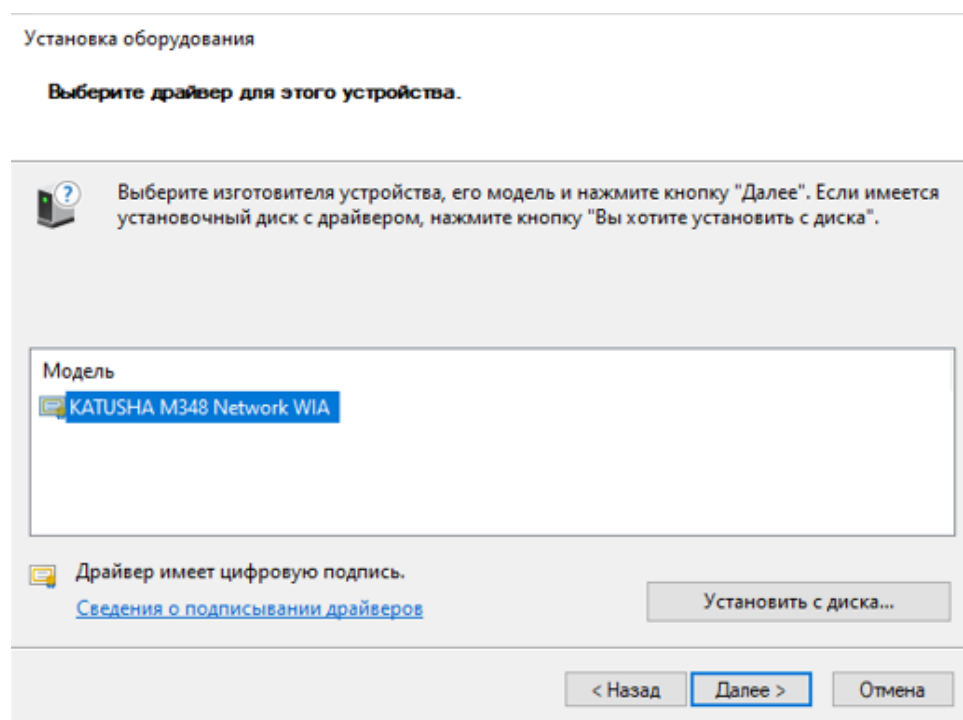 Установка оборудования
Выберите драйвер для этого устройства.
?
Выберите изготовителя устройства, его модель и нажмите кнопку "Далее". Если имеется
установочный диск с драйвером, нажмите кнопку "Вы хотите установить с диска".
Модель
KATUSHA M348 Network WIA
Драйвер имеет цифровую подпись.
Сведения о подписывании драйверов
Установить с диска...
< Назад
Далее >
Отмена